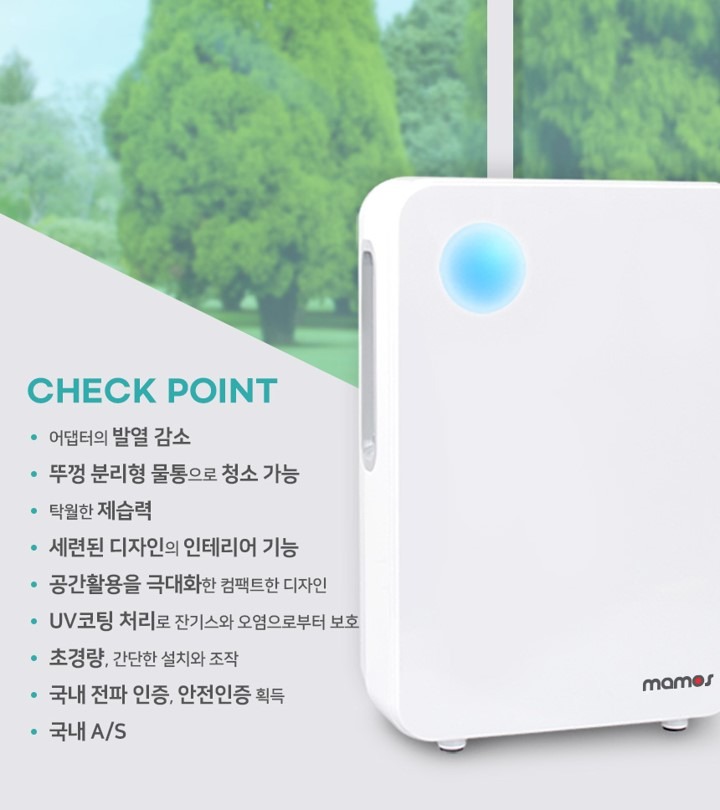 CHECK POINT
• 어댑터의 발열 감소
• 뚜껑 분리형 물통으로 청소 가능
• 탁월한 제습력
• 세련된 디자인의 인테리어 기능
• 공간활용을 극대화한 컴팩트한 디자인
• UV코팅 처리로 잔기스와 오염으로부터 보호
• 초경량, 간단한 설치와 조작
• 국내 전파 인증, 안전인증 획득
• 국내 A/S
mamos